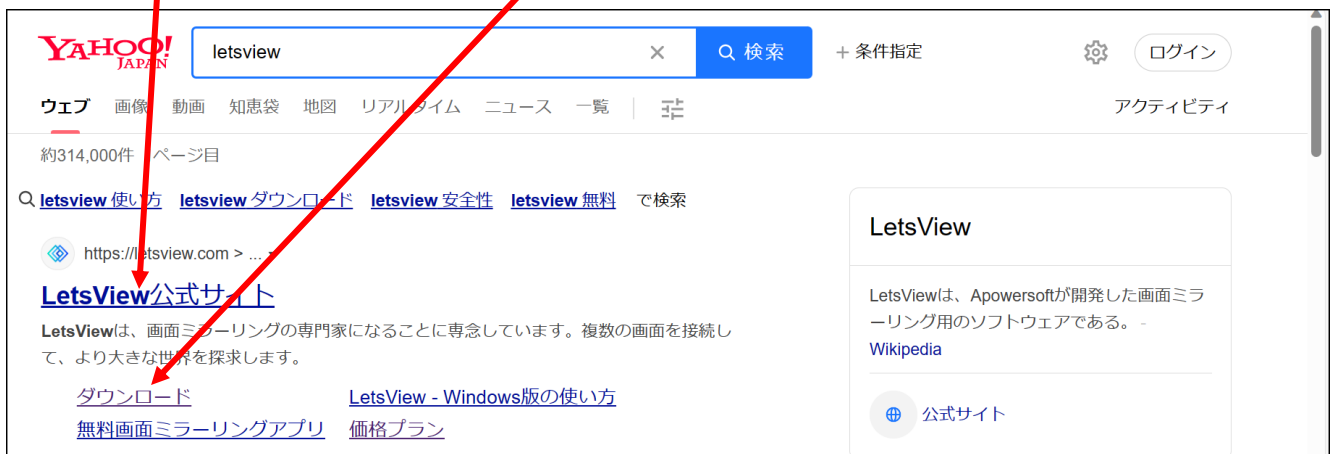 YAHOO! JAPAN letsview × 検索 + 条件指定 ログイン
ウェブ 画像 動画 知恵袋 地図 リアルタイム ニュース 一覧 アクティビティ
約314,000件 ページ目
letsview 使い方 letsview ダウンロード letsview 安全性 letsview 無料 で検索
https://letsview.com > ...
LetsView公式サイト
LetsViewは、画面ミラーリングの専門家になることに専念しています。複数の画面を接続し
て、より大きな世界を探求します。
ダウンロード LetsView - Windows版の使い方
無料画面ミラーリングアプリ 価格プラン
LetsView
LetsViewは、Apowersoftが開発した画面ミラ
ーリング用のソフトウェアである。 -
Wikipedia
公式サイト